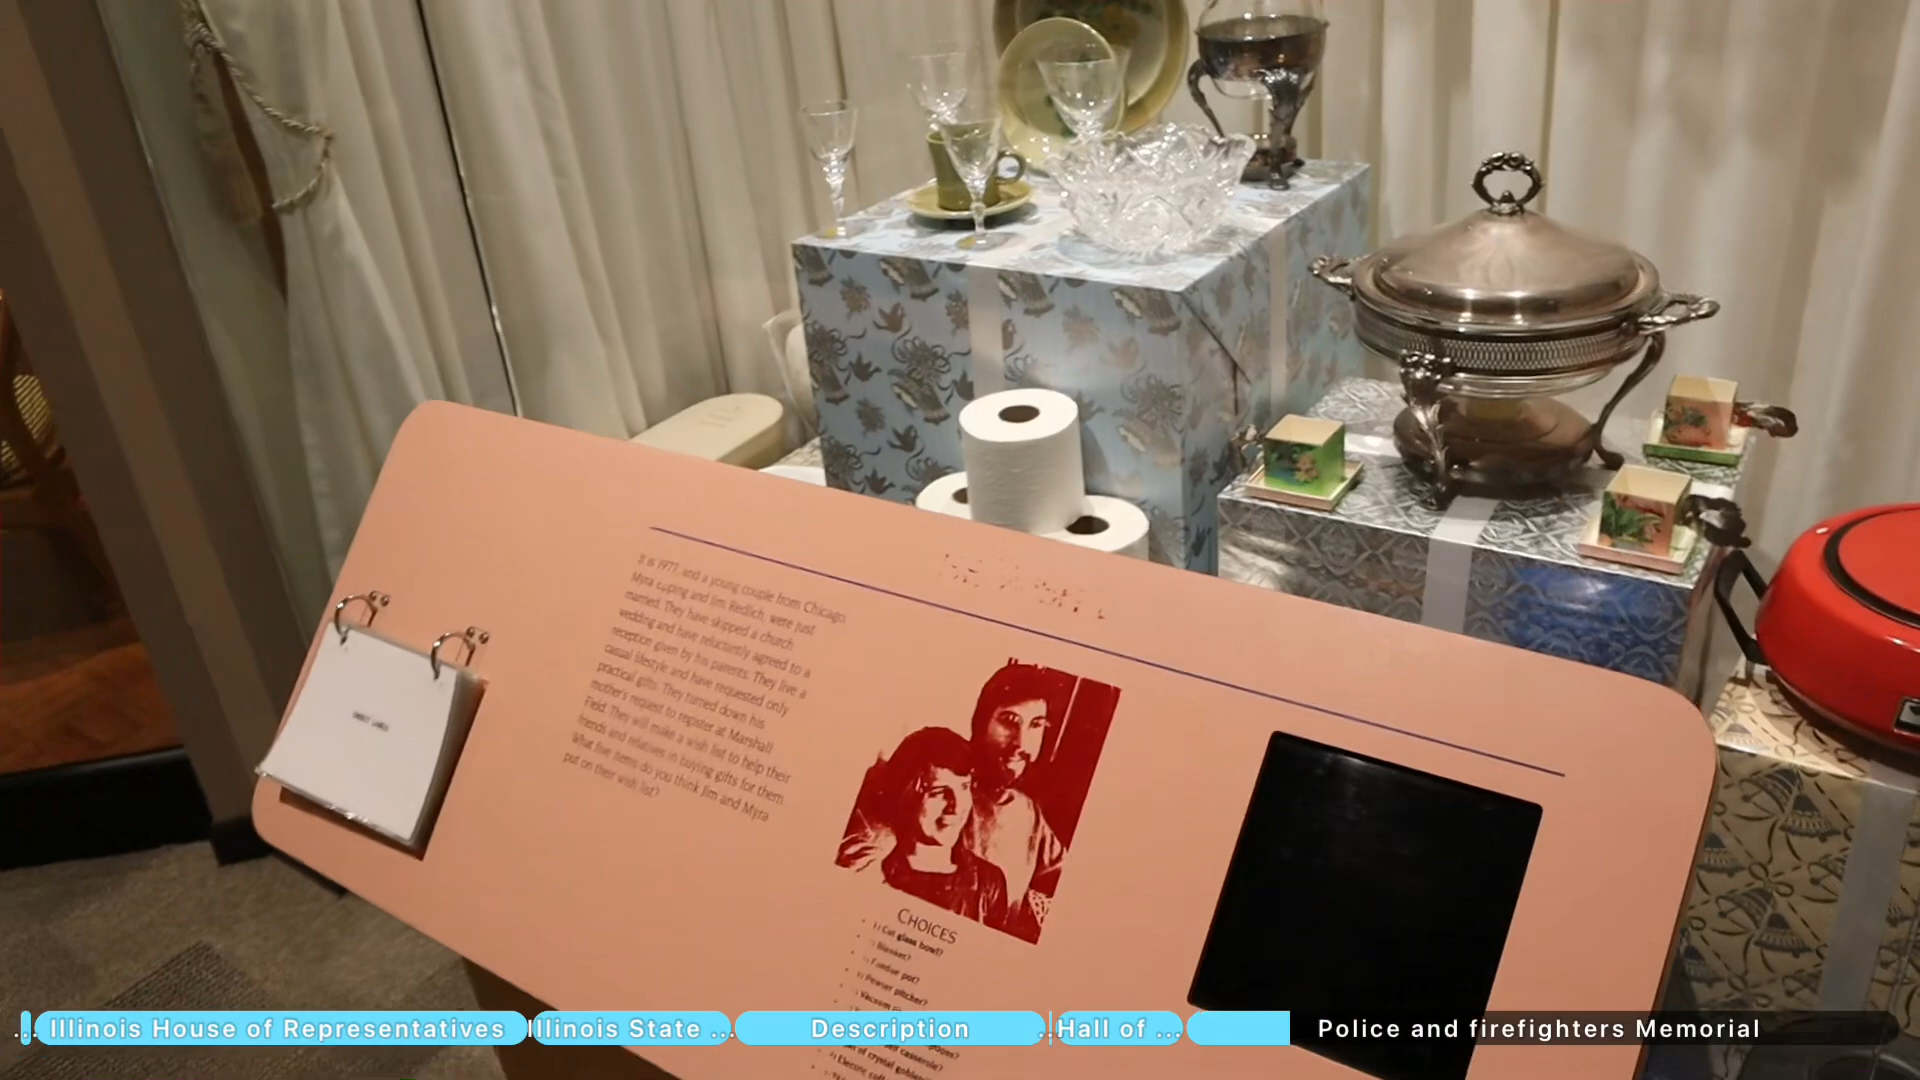 It is 1977, and a young couple from Chicago,
Myra Epping and Jim Redlich, were just
married. They have skipped a church
wedding and have reluctantly agreed to a
reception given by his parents. They live a
casual lifestyle and have requested only
practical gifts. They turned down his
mother's request to register at Marshall
Field. They will make a wish list to help their
friends and relatives in buying gifts for them
What five items do you think Jim and Myra
put on their wish list?
CHOICES
Cut glass bowl?
Blanket?
Fondue pot?
Pewter pitcher?
Vacuum
casserole?
of crystal goblets?
Electric
... Illinois House of Representatives Illinois State ... Description ... Hall of ... Police and firefighters Memorial